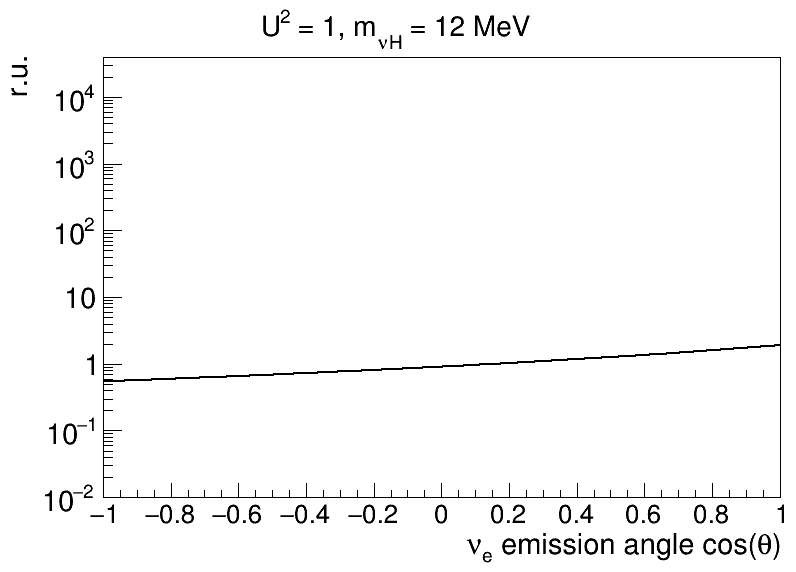 U² = 1, m_νH = 12 MeV
r.u.
10⁴
10³
10²
10
1
10⁻¹
10⁻²
−1 −0.8 −0.6 −0.4 −0.2 0 0.2 0.4 0.6 0.8 1
ν_e emission angle cos(θ)